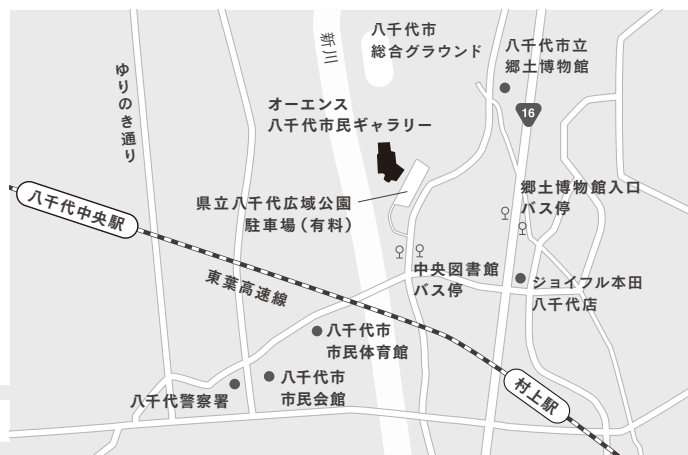 八千代市
総合グラウンド
八千代市立
郷土博物館
新川
ゆりのき通り
オーエンス
八千代市民ギャラリー
16
郷土博物館入口
バス停
県立八千代広域公園
駐車場（有料）
八千代中央駅
東葉高速線
中央図書館
バス停
ジョイフル本田
八千代店
八千代市
市民体育館
八千代市
市民会館
八千代警察署
村上駅